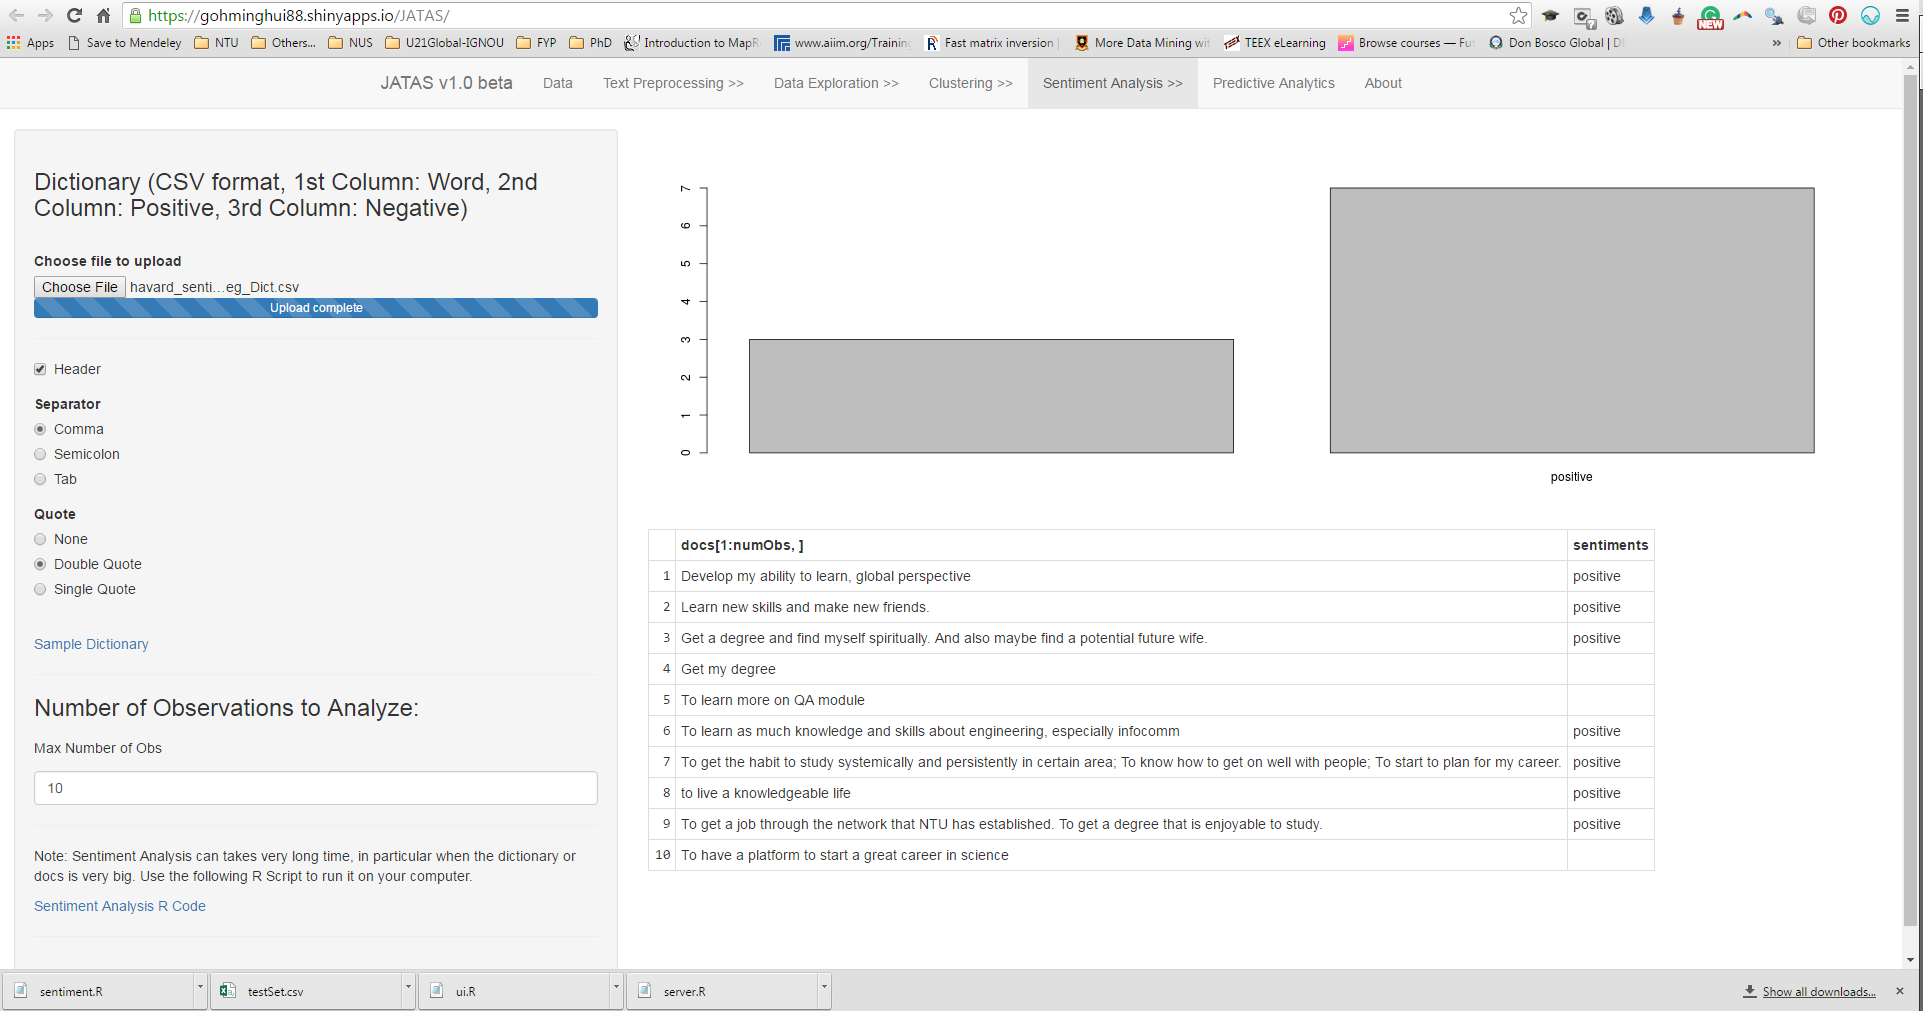 https://gohminghui88.shinyapps.io/JATAS/
NEW
Apps Save to Mendeley NTU Others... NUS U21Global-IGNOU FYP PhD Introduction to MapR www.aiim.org/Training Fast matrix inversion More Data Mining wit TEEX eLearning Browse courses — Fut Don Bosco Global | D » Other bookmarks
JATAS v1.0 beta Data Text Preprocessing >> Data Exploration >> Clustering >> Sentiment Analysis >> Predictive Analytics About
Dictionary (CSV format, 1st Column: Word, 2nd
Column: Positive, 3rd Column: Negative)
Choose file to upload
Choose File havard_senti...eg_Dict.csv
Upload complete
Header
Separator
Comma
Semicolon
Tab
Quote
None
Double Quote
Single Quote
Sample Dictionary
Number of Observations to Analyze:
Max Number of Obs
10
Note: Sentiment Analysis can takes very long time, in particular when the dictionary or
docs is very big. Use the following R Script to run it on your computer.
Sentiment Analysis R Code
7
6
5
4
3
2
1
0
positive
docs[1:numObs, ] sentiments
1 Develop my ability to learn, global perspective positive
2 Learn new skills and make new friends. positive
3 Get a degree and find myself spiritually. And also maybe find a potential future wife. positive
4 Get my degree
5 To learn more on QA module
6 To learn as much knowledge and skills about engineering, especially infocomm positive
7 To get the habit to study systemically and persistently in certain area; To know how to get on well with people; To start to plan for my career. positive
8 to live a knowledgeable life positive
9 To get a job through the network that NTU has established. To get a degree that is enjoyable to study. positive
10 To have a platform to start a great career in science
sentiment.R testSet.csv ui.R server.R Show all downloads...